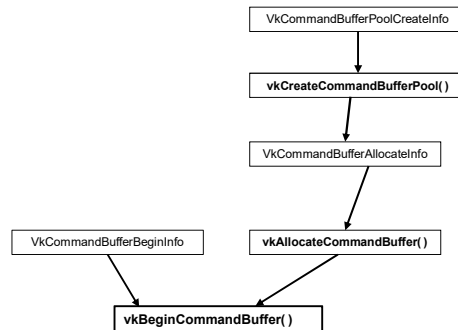 VkCommandBufferPoolCreateInfo
vkCreateCommandBufferPool( )
VkCommandBufferAllocateInfo
VkCommandBufferBeginInfo
vkAllocateCommandBuffer( )
vkBeginCommandBuffer( )